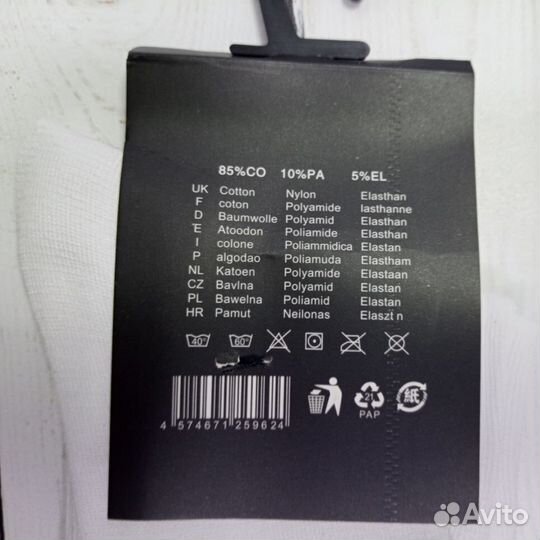 85%CO 10%PA 5%EL
UK Cotton Nylon Elasthan
F coton Polyamide lasthanne
D Baumwolle Polyamid Elasthan
E Atoodon Poliamide Elasthan
I colone Poliammidica Elastan
P algodao Poliamuda Elastham
NL Katoen Polyamide Elastaan
CZ Bavlna Polyamid Elastan
PL Bawelna Poliamid Elastan
HR Pamut Neilonas Elaszt n
40° 60°
4 574671 259624
21
PAP
紙
Avito